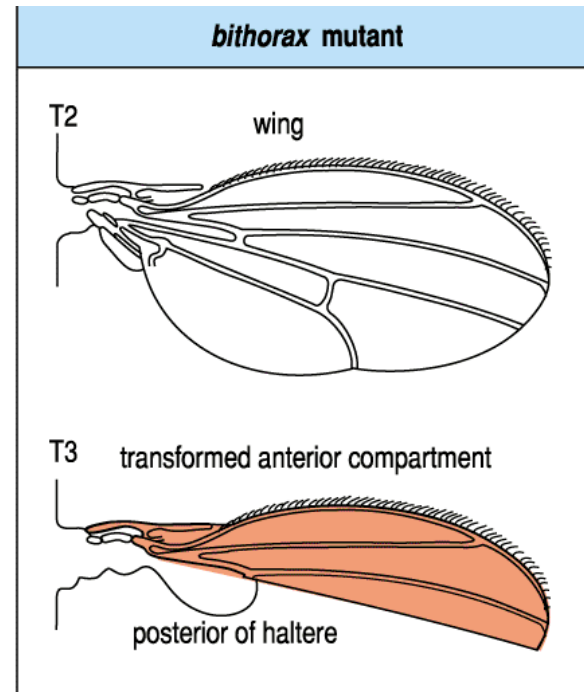 bithorax mutant
T2
wing
T3
transformed anterior compartment
posterior of haltere